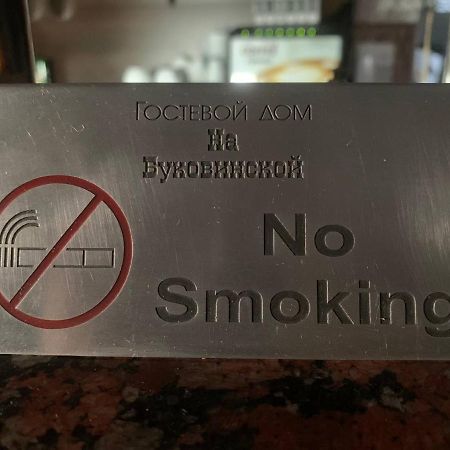 Гостевой дом
На
Буковинской
No
Smoking